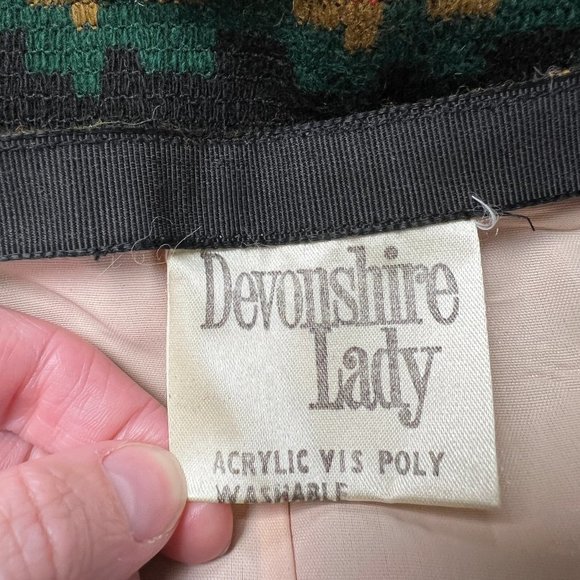 Devonshire
Lady
ACRYLIC VIS POLY
WASHABLE